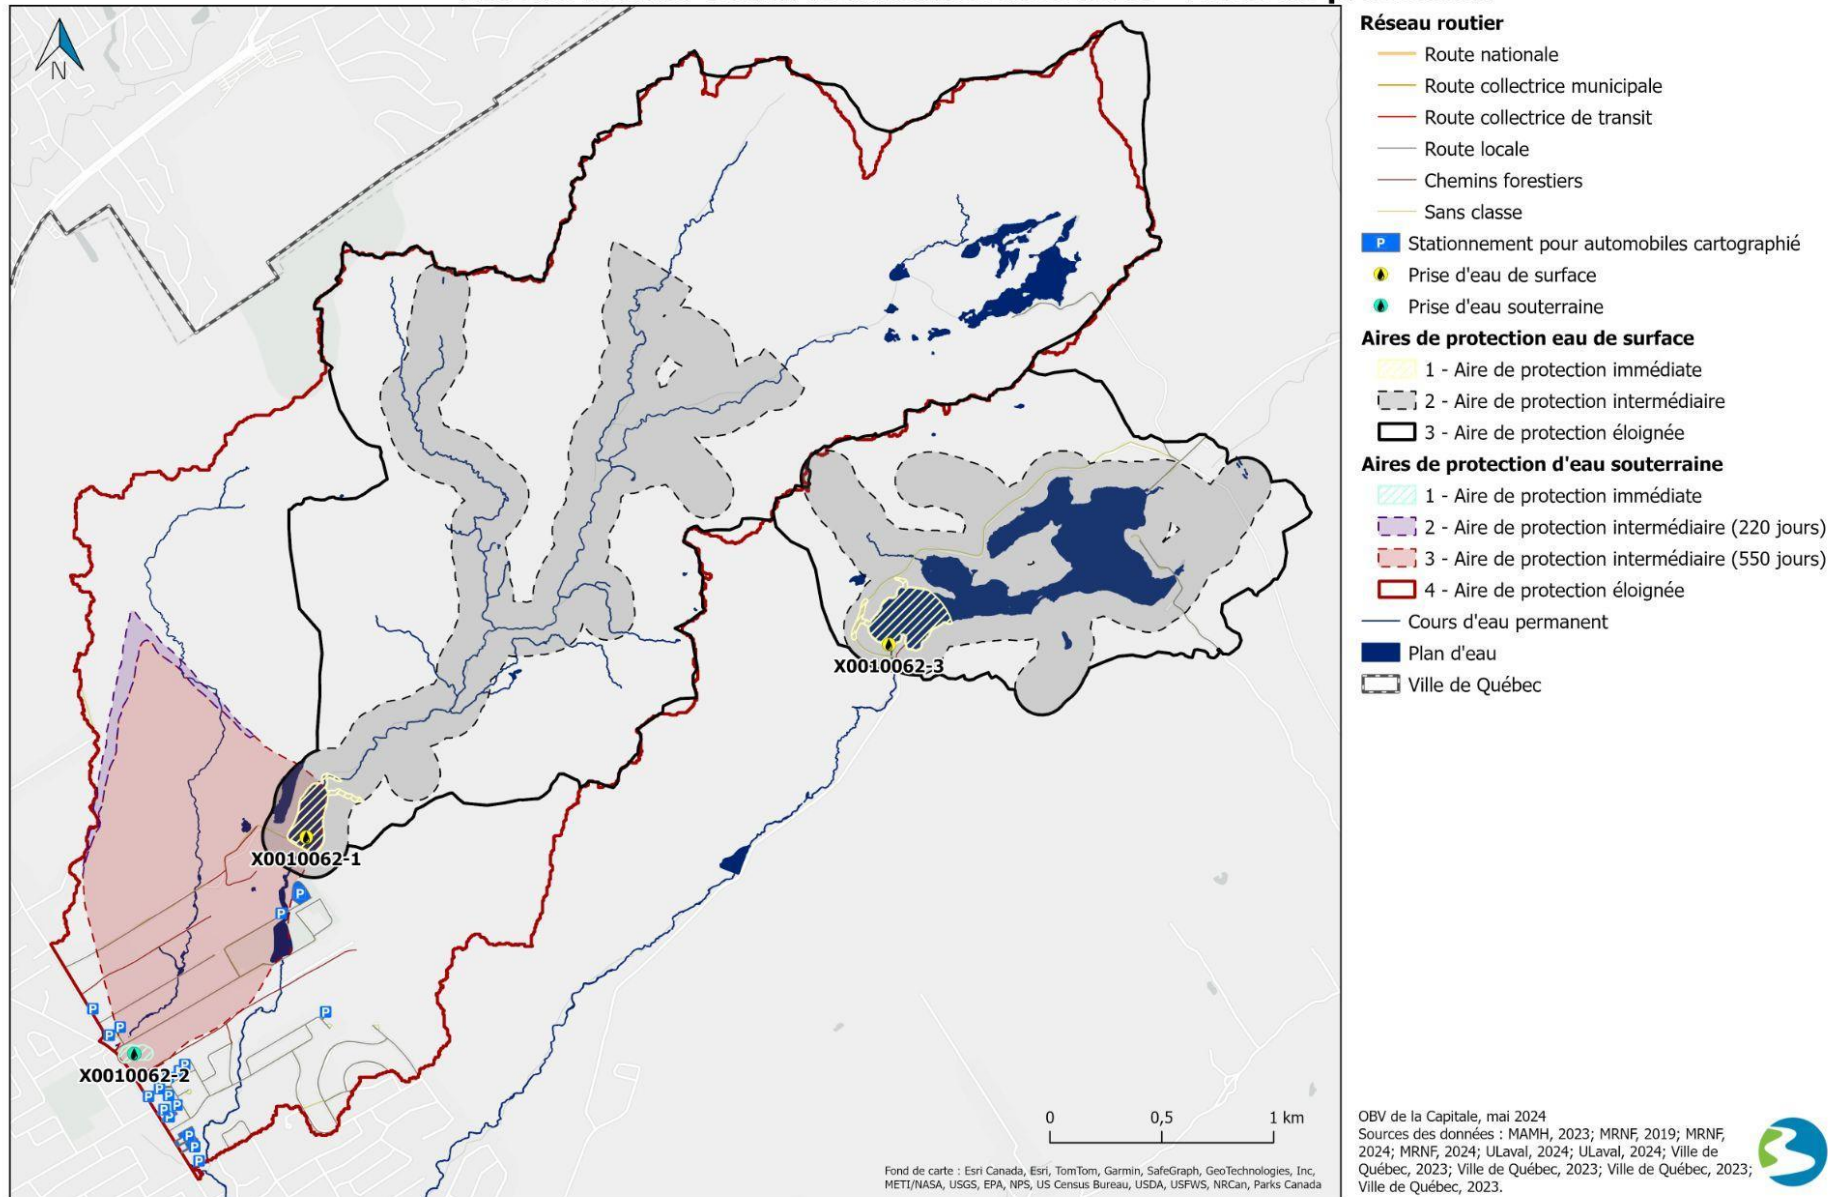 N
Réseau routier
Route nationale
Route collectrice municipale
Route collectrice de transit
Route locale
Chemins forestiers
Sans classe
P Stationnement pour automobiles cartographié
Prise d'eau de surface
Prise d'eau souterraine
Aires de protection eau de surface
1 - Aire de protection immédiate
2 - Aire de protection intermédiaire
3 - Aire de protection éloignée
Aires de protection d'eau souterraine
1 - Aire de protection immédiate
2 - Aire de protection intermédiaire (220 jours)
3 - Aire de protection intermédiaire (550 jours)
4 - Aire de protection éloignée
Cours d'eau permanent
Plan d'eau
Ville de Québec
X0010062-3
X0010062-1
P
P
P
P
P
P
X0010062-2
P
P
P
P
P
P
P
P
P
P
0 0,5 1 km
Fond de carte : Esri Canada, Esri, TomTom, Garmin, SafeGraph, GeoTechnologies, Inc,
METI/NASA, USGS, EPA, NPS, US Census Bureau, USDA, USFWS, NRCan, Parks Canada
OBV de la Capitale, mai 2024
Sources des données : MAMH, 2023; MRNF, 2019; MRNF,
2024; MRNF, 2024; ULaval, 2024; ULaval, 2024; Ville de
Québec, 2023; Ville de Québec, 2023; Ville de Québec, 2023;
Ville de Québec, 2023.